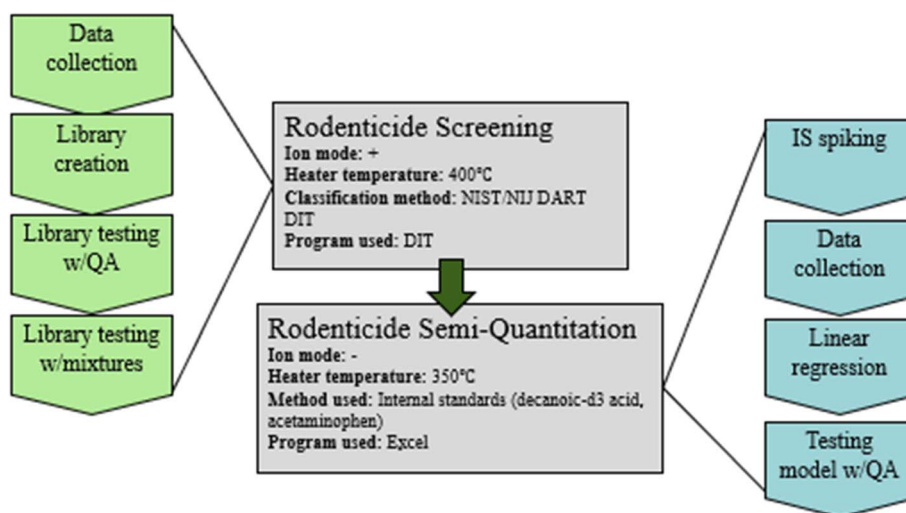 Data
collection
Library
creation
Library testing
w/QA
Library testing
w/mixtures
Rodenticide Screening
Ion mode: +
Heater temperature: 400°C
Classification method: NIST/NIJ DART
DIT
Program used: DIT
Rodenticide Semi-Quantitation
Ion mode: -
Heater temperature: 350°C
Method used: Internal standards (decanoic-d3 acid,
acetaminophen)
Program used: Excel
IS spiking
Data
collection
Linear
regression
Testing
model w/QA